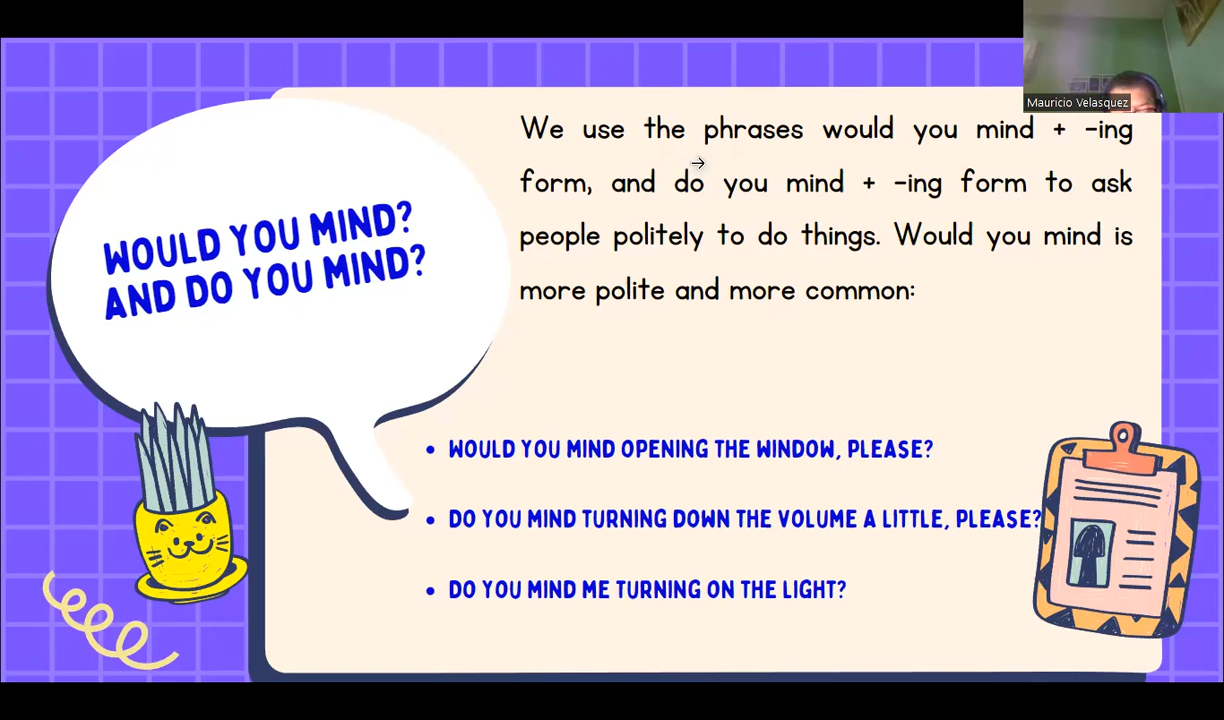 Mauricio Velasquez
WOULD YOU MIND?
AND DO YOU MIND?
We use the phrases would you mind + -ing
form, and do you mind + -ing form to ask
people politely to do things. Would you mind is
more polite and more common:
• WOULD YOU MIND OPENING THE WINDOW, PLEASE?
• DO YOU MIND TURNING DOWN THE VOLUME A LITTLE, PLEASE?
• DO YOU MIND ME TURNING ON THE LIGHT?